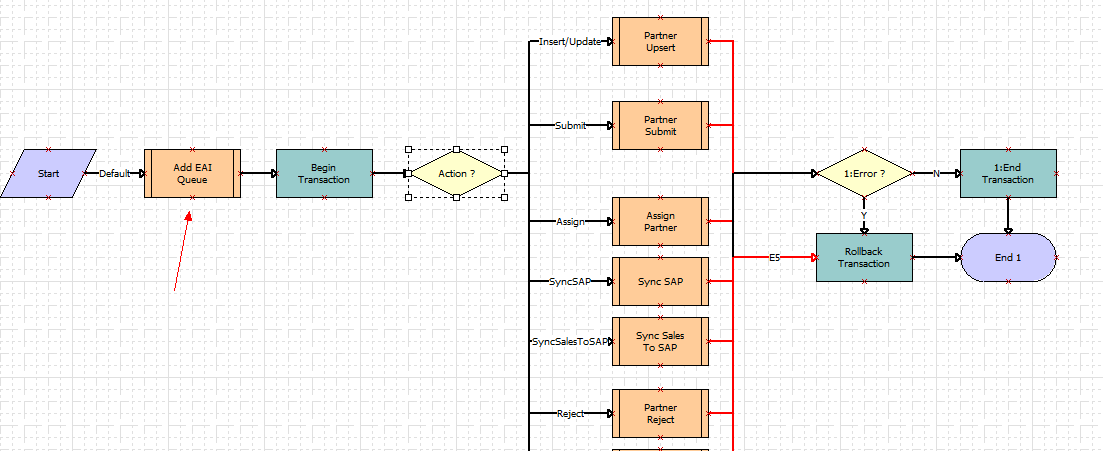 Start
Default
Add EAI
Queue
Begin
Transaction
Action ?
Insert/Update
Partner
Upsert
Submit
Partner
Submit
Assign
Assign
Partner
SyncSAP
Sync SAP
SyncSalesToSAP
Sync Sales
To SAP
Reject
Partner
Reject
1:Error ?
N
1:End
Transaction
Y
E5
Rollback
Transaction
End 1